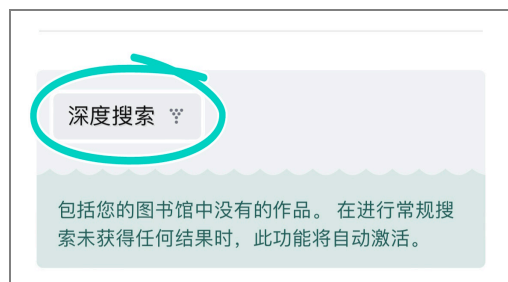 深度搜索
包括您的图书馆中没有的作品。 在进行常规搜
索未获得任何结果时，此功能将自动激活。